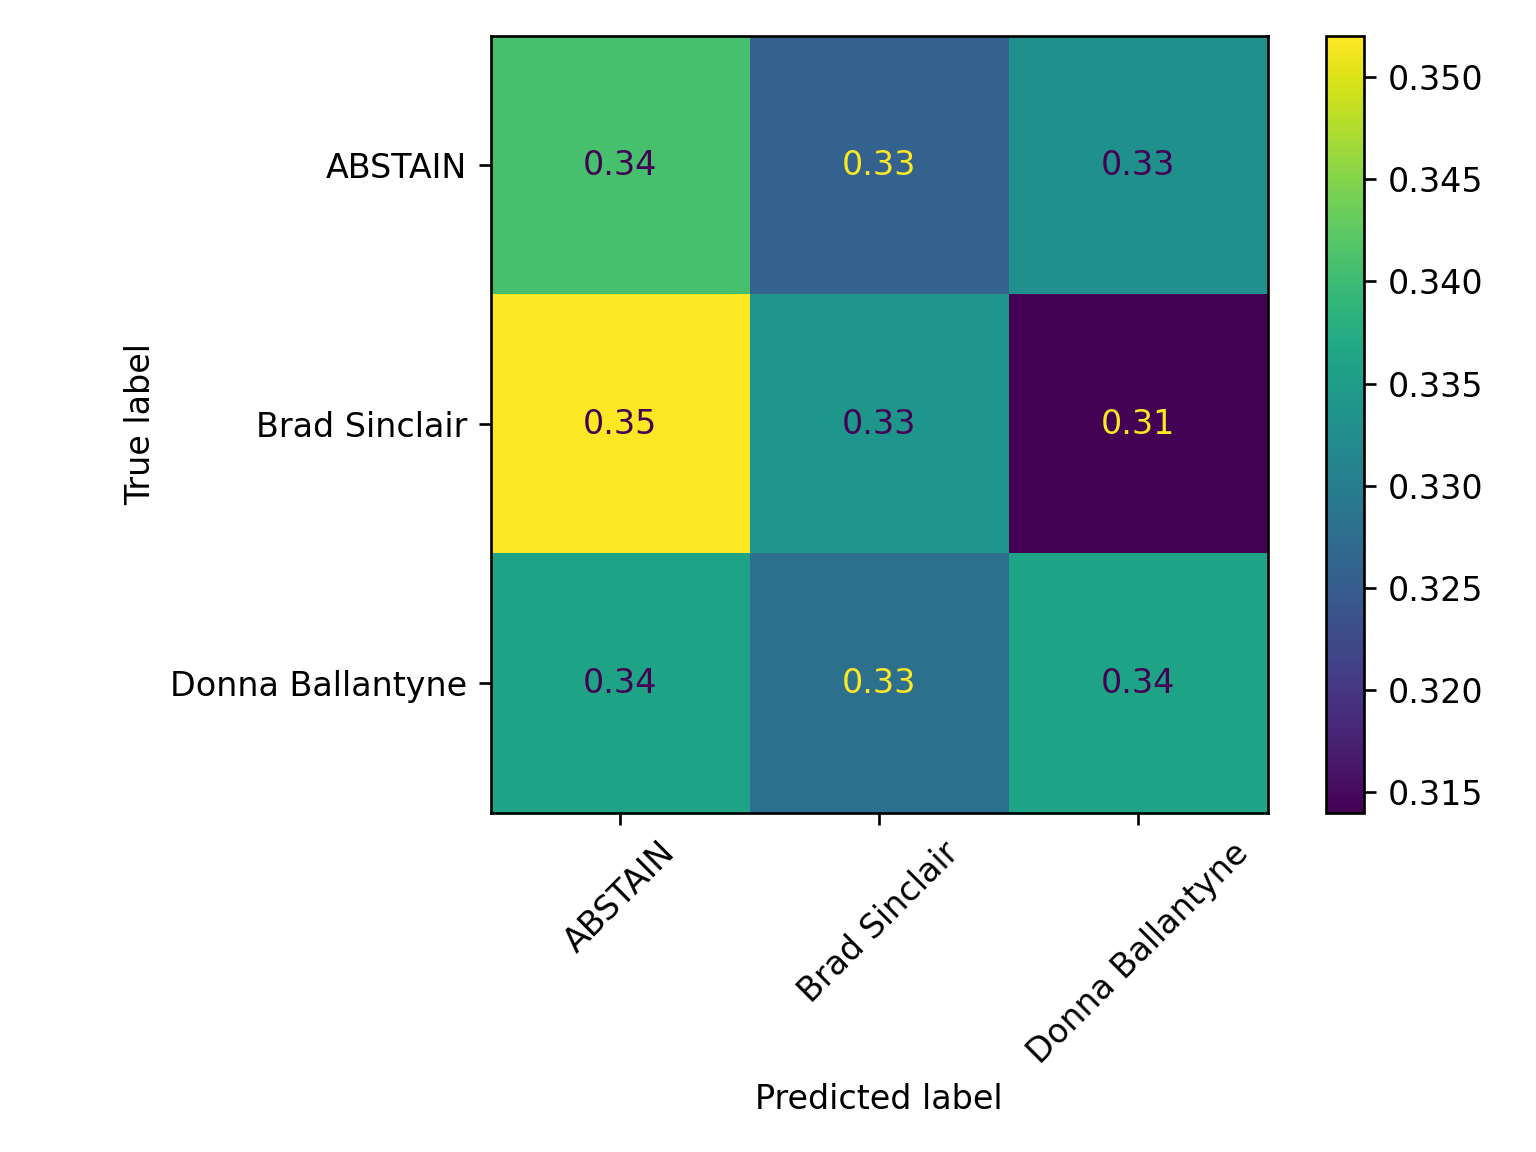 True label
ABSTAIN
Brad Sinclair
Donna Ballantyne
0.34 0.33 0.33
0.35 0.33 0.31
0.34 0.33 0.34
ABSTAIN
Brad Sinclair
Donna Ballantyne
Predicted label
0.350
0.345
0.340
0.335
0.330
0.325
0.320
0.315